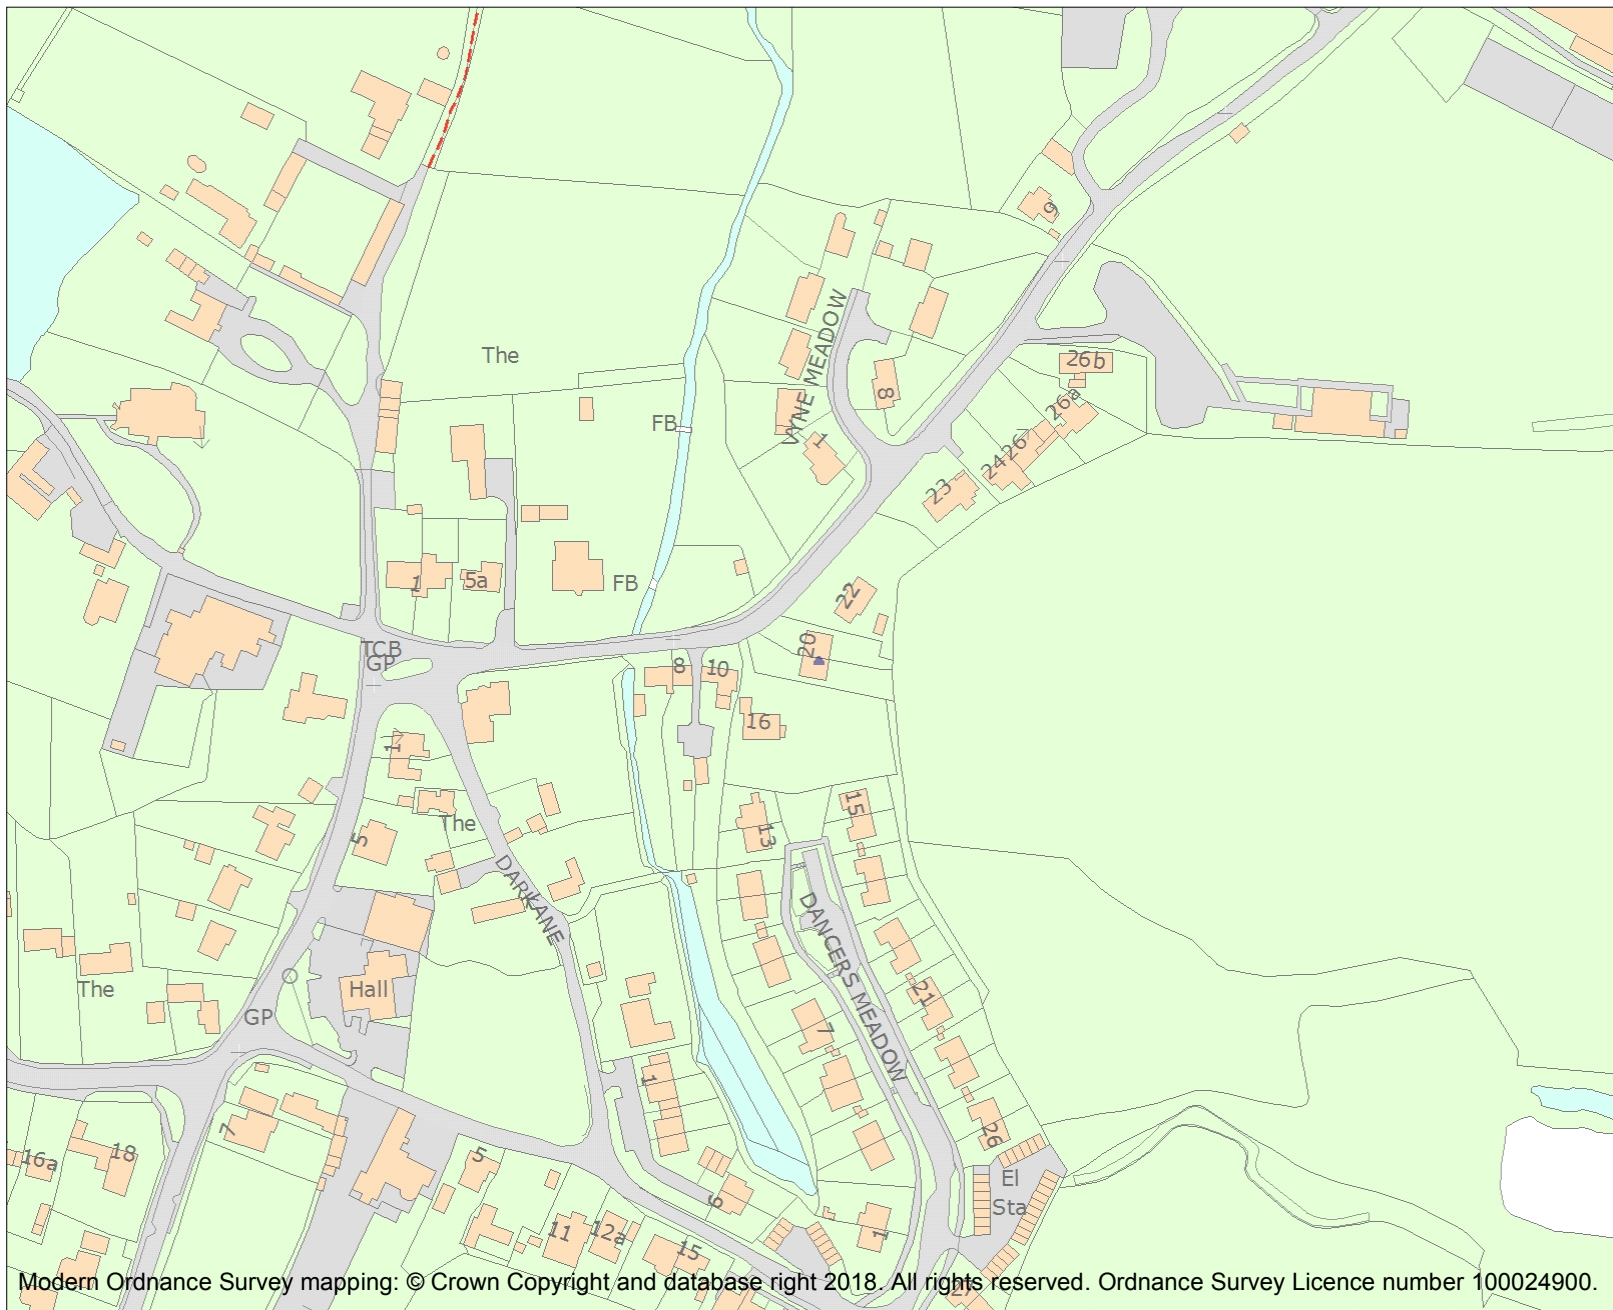 9
The
VYNE MEADOW
26b
8
26a
FB
1
26
24
23
1
5a
FB
22
TCB
GP
20
8
10
16
1
The
5
15
13
DARKANE
DANCERS MEADOW
Hall
The
21
GP
7
1
7
26
18
16a
5
El
Sta
6
11
12a
15
1
27
Modern Ordnance Survey mapping: © Crown Copyright and database right 2018. All rights reserved. Ordnance Survey Licence number 100024900.